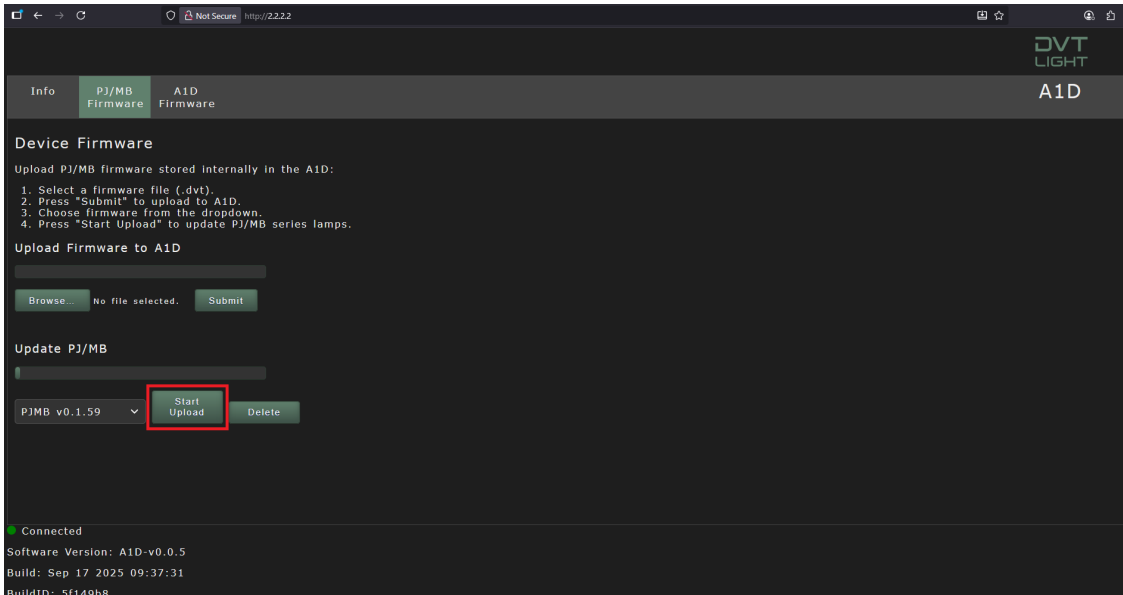 Not Secure http://2.2.2.2
DVT
LIGHT
Info
PJ/MB
Firmware
A1D
Firmware
A1D
Device Firmware
Upload PJ/MB firmware stored internally in the A1D:
1. Select a firmware file (.dvt).
2. Press "Submit" to upload to A1D.
3. Choose firmware from the dropdown.
4. Press "Start Upload" to update PJ/MB series lamps.
Upload Firmware to A1D
Browse... No file selected. Submit
Update PJ/MB
PJMB v0.1.59
Start
Upload
Delete
Connected
Software Version: A1D-v0.0.5
Build: Sep 17 2025 09:37:31
BuildID: 5f149b8